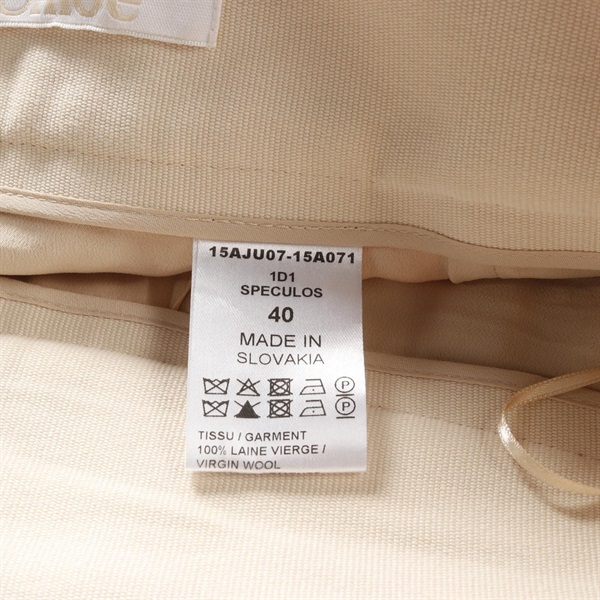 15AJU07-15A071
1D1
SPECULOS
40
MADE IN
SLOVAKIA
P
P
TISSU / GARMENT
100% LAINE VIERGE /
VIRGIN WOOL